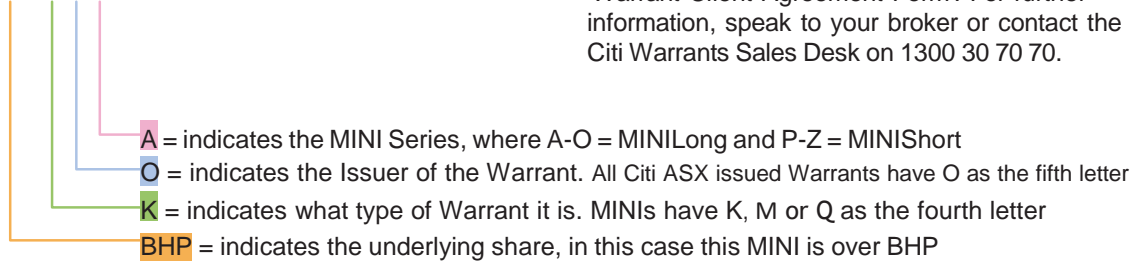 information, speak to your broker or contact the
Citi Warrants Sales Desk on 1300 30 70 70.
A = indicates the MINI Series, where A-O = MINILong and P-Z = MINIShort
O = indicates the Issuer of the Warrant. All Citi ASX issued Warrants have O as the fifth letter
K = indicates what type of Warrant it is. MINIs have K, M or Q as the fourth letter
BHP = indicates the underlying share, in this case this MINI is over BHP